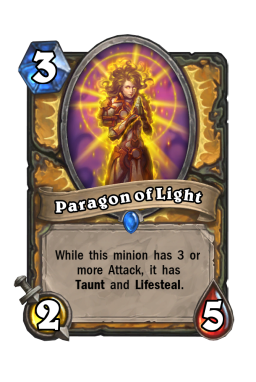 3
Paragon of Light
While this minion has 3 or
more Attack, it has
Taunt and Lifesteal.
2
5